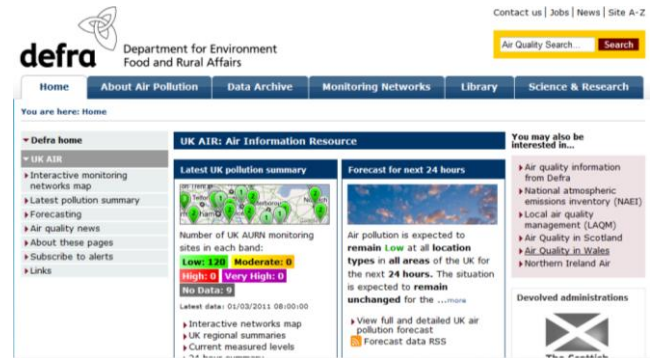 Contact us | Jobs | News | Site A-Z
defra
Department for Environment
Food and Rural Affairs
Air Quality Search...
Search
Home
About Air Pollution
Data Archive
Monitoring Networks
Library
Science & Research
You are here: Home
Defra home
UK AIR
Interactive monitoring
networks map
Latest pollution summary
Forecasting
Air quality news
About these pages
Subscribe to alerts
Links
UK AIR: Air Information Resource
Latest UK pollution summary
Number of UK AURN monitoring
sites in each band:
Low: 120 Moderate: 0
High: 0 Very High: 0
No Data: 9
Latest data: 01/03/2011 08:00:00
Interactive networks map
UK regional summaries
Current measured levels
24 hour summary
Forecast for next 24 hours
Air pollution is expected to
remain Low at all location
types in all areas of the UK for
the next 24 hours. The situation
is expected to remain
unchanged for the ...more
View full and detailed UK air
pollution forecast
Forecast data RSS
You may also be
interested in...
Air quality information
from Defra
National atmospheric
emissions inventory (NAEI)
Local air quality
management (LAQM)
Air Quality in Scotland
Air Quality in Wales
Northern Ireland Air
Devolved administrations
The Scottish